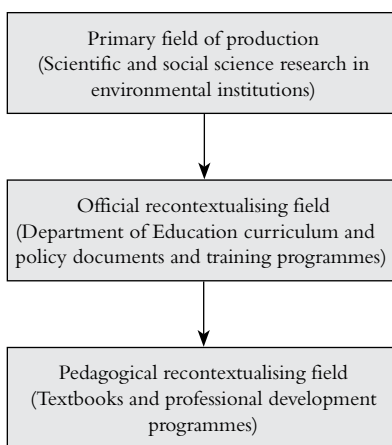 Primary field of production
(Scientific and social science research in
environmental institutions)
Official recontextualising field
(Department of Education curriculum and
policy documents and training programmes)
Pedagogical recontextualising field
(Textbooks and professional development
programmes)